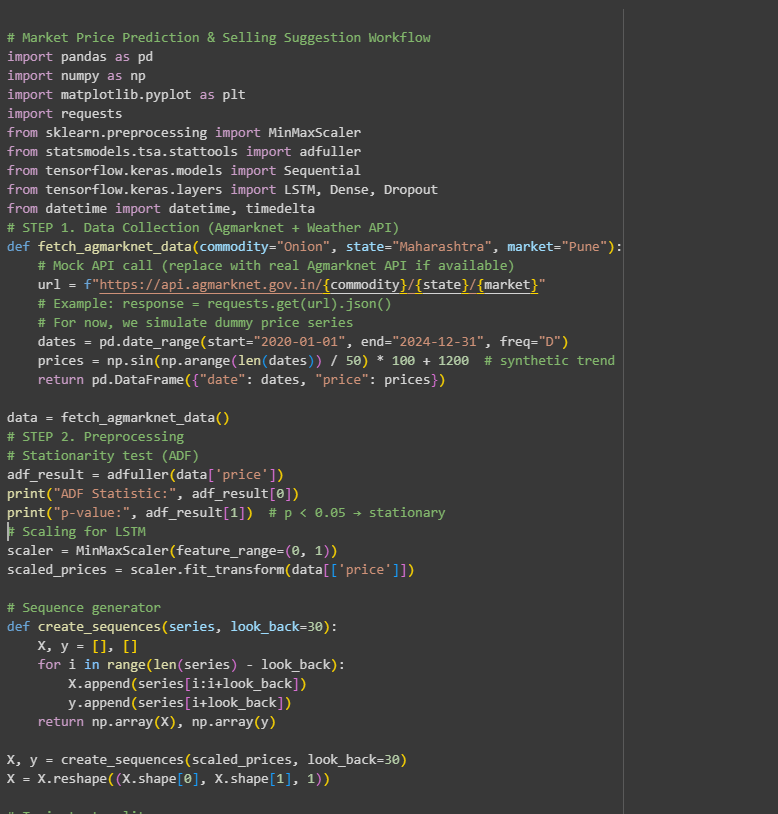 # Market Price Prediction & Selling Suggestion Workflow
import pandas as pd
import numpy as np
import matplotlib.pyplot as plt
import requests
from sklearn.preprocessing import MinMaxScaler
from statsmodels.tsa.stattools import adfuller
from tensorflow.keras.models import Sequential
from tensorflow.keras.layers import LSTM, Dense, Dropout
from datetime import datetime, timedelta
# STEP 1. Data Collection (Agmarknet + Weather API)
def fetch_agmarknet_data(commodity="Onion", state="Maharashtra", market="Pune"):
    # Mock API call (replace with real Agmarknet API if available)
    url = f"https://api.agmarknet.gov.in/{commodity}/{state}/{market}"
    # Example: response = requests.get(url).json()
    # For now, we simulate dummy price series
    dates = pd.date_range(start="2020-01-01", end="2024-12-31", freq="D")
    prices = np.sin(np.arange(len(dates)) / 50) * 100 + 1200  # synthetic trend
    return pd.DataFrame({"date": dates, "price": prices})

data = fetch_agmarknet_data()
# STEP 2. Preprocessing
# Stationarity test (ADF)
adf_result = adfuller(data['price'])
print("ADF Statistic:", adf_result[0])
print("p-value:", adf_result[1])  # p < 0.05 → stationary
# Scaling for LSTM
scaler = MinMaxScaler(feature_range=(0, 1))
scaled_prices = scaler.fit_transform(data[['price']])

# Sequence generator
def create_sequences(series, look_back=30):
    X, y = [], []
    for i in range(len(series) - look_back):
        X.append(series[i:i+look_back])
        y.append(series[i+look_back])
    return np.array(X), np.array(y)

X, y = create_sequences(scaled_prices, look_back=30)
X = X.reshape((X.shape[0], X.shape[1], 1))